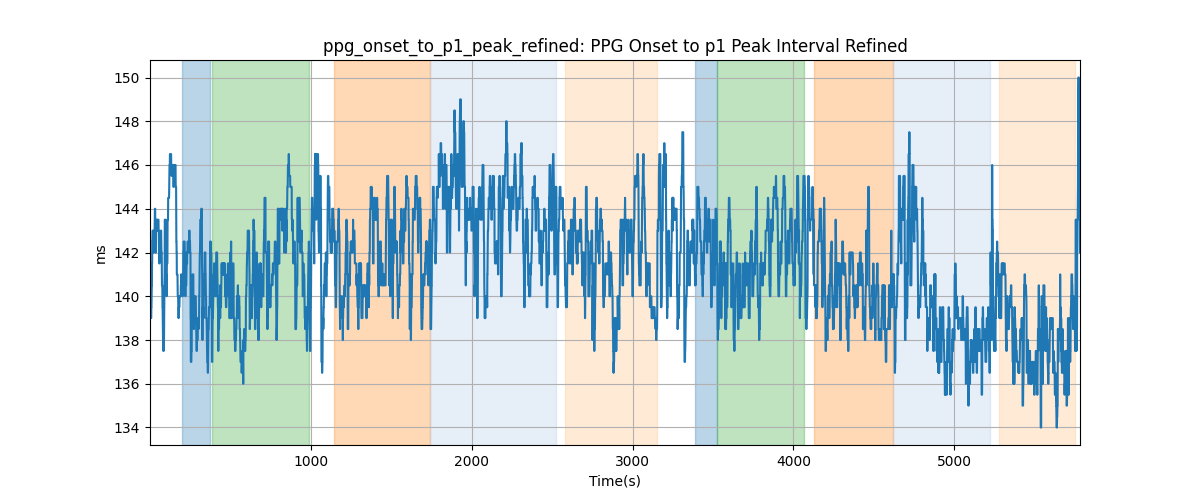 ppg_onset_to_p1_peak_refined: PPG Onset to p1 Peak Interval Refined
150
148
146
144
142
140
138
136
134
ms
1000 2000 3000 4000 5000
Time(s)